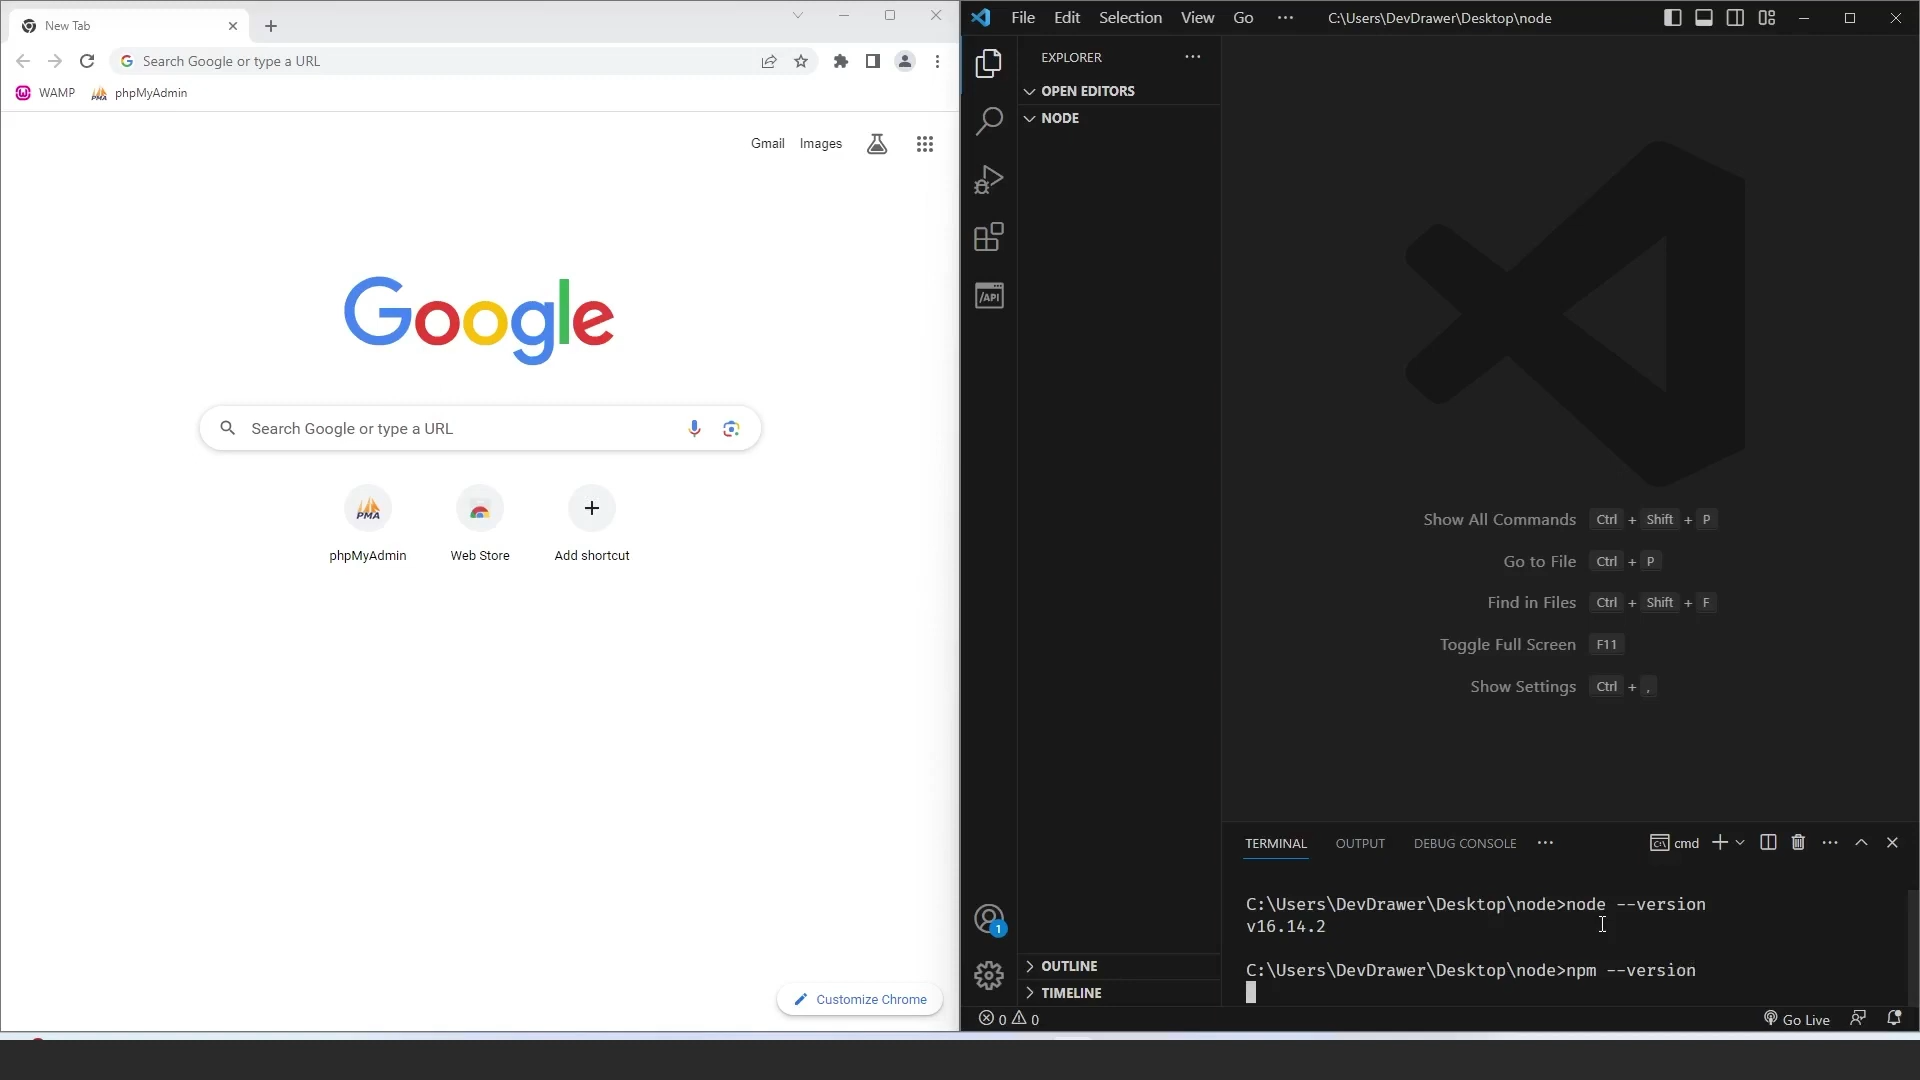 New Tab
Search Google or type a URL
WAMP
PMA
phpMyAdmin
Gmail Images
Google
Search Google or type a URL
PMA
phpMyAdmin
Web Store
Add shortcut
Customize Chrome
File Edit Selection View Go ··· C:\Users\DevDrawer\Desktop\node
EXPLORER
OPEN EDITORS
NODE
/API
Show All Commands Ctrl + Shift + P
Go to File Ctrl + P
Find in Files Ctrl + Shift + F
Toggle Full Screen F11
Show Settings Ctrl + ,
TERMINAL OUTPUT DEBUG CONSOLE ··· cmd
C:\Users\DevDrawer\Desktop\node>node --version
v16.14.2
C:\Users\DevDrawer\Desktop\node>npm --version
1
OUTLINE
TIMELINE
0 0
Go Live